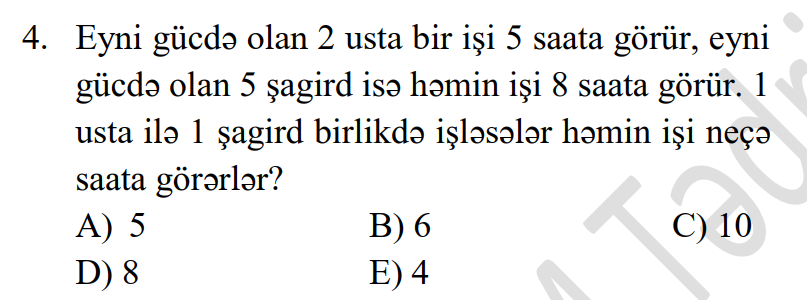 4. Eyni gücdə olan 2 usta bir işi 5 saata görür, eyni
gücdə olan 5 şagird isə həmin işi 8 saata görür. 1
usta ilə 1 şagird birlikdə işləsələr həmin işi neçə
saata görərlər?
A) 5 B) 6 C) 10
D) 8 E) 4